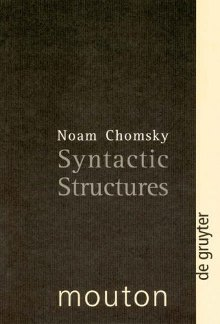 Noam Chomsky
Syntactic
Structures
mouton
de gruyter